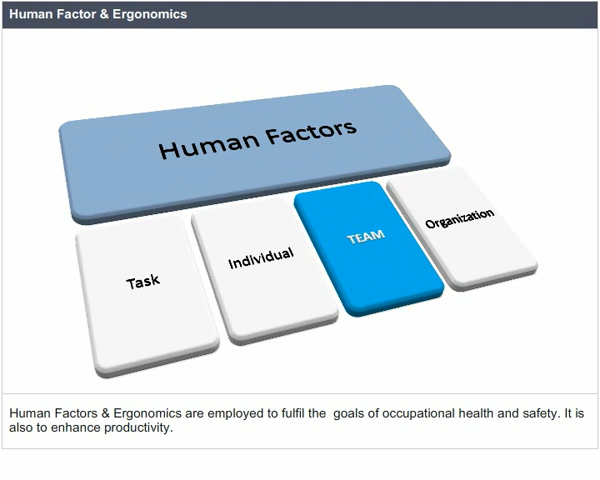 Human Factor & Ergonomics
Human Factors
Task
Individual
TEAM
Organization
Human Factors & Ergonomics are employed to fulfil the  goals of occupational health and safety. It is
also to enhance productivity.